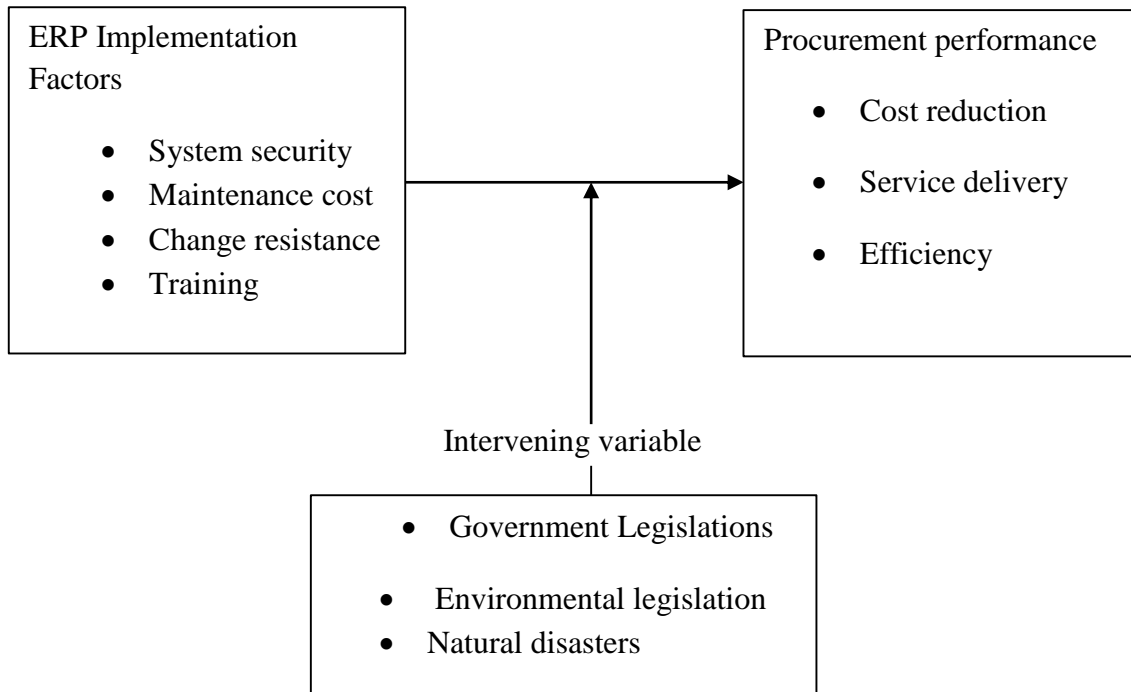 ERP Implementation
Factors
• System security
• Maintenance cost
• Change resistance
• Training
Procurement performance
• Cost reduction
• Service delivery
• Efficiency
Intervening variable
• Government Legislations
• Environmental legislation
• Natural disasters